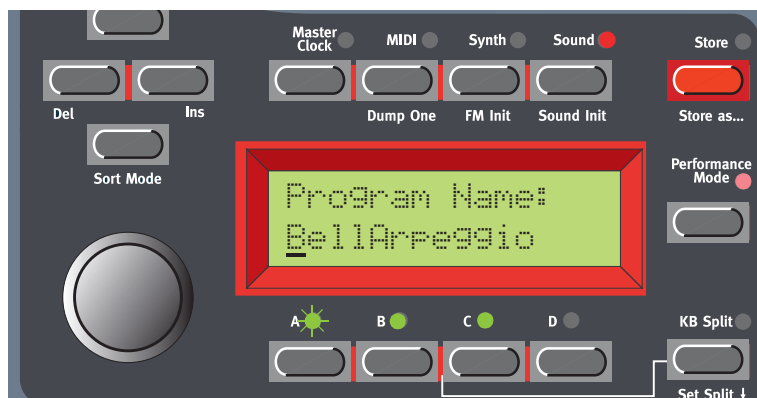 Master Clock
MIDI
Synth
Sound
Store
Del
Ins
Dump One
FM Init
Sound Init
Store as...
Sort Mode
Performance Mode
Program Name:
BellArpeggio
A
B
C
D
KB Split
Set Split ↓